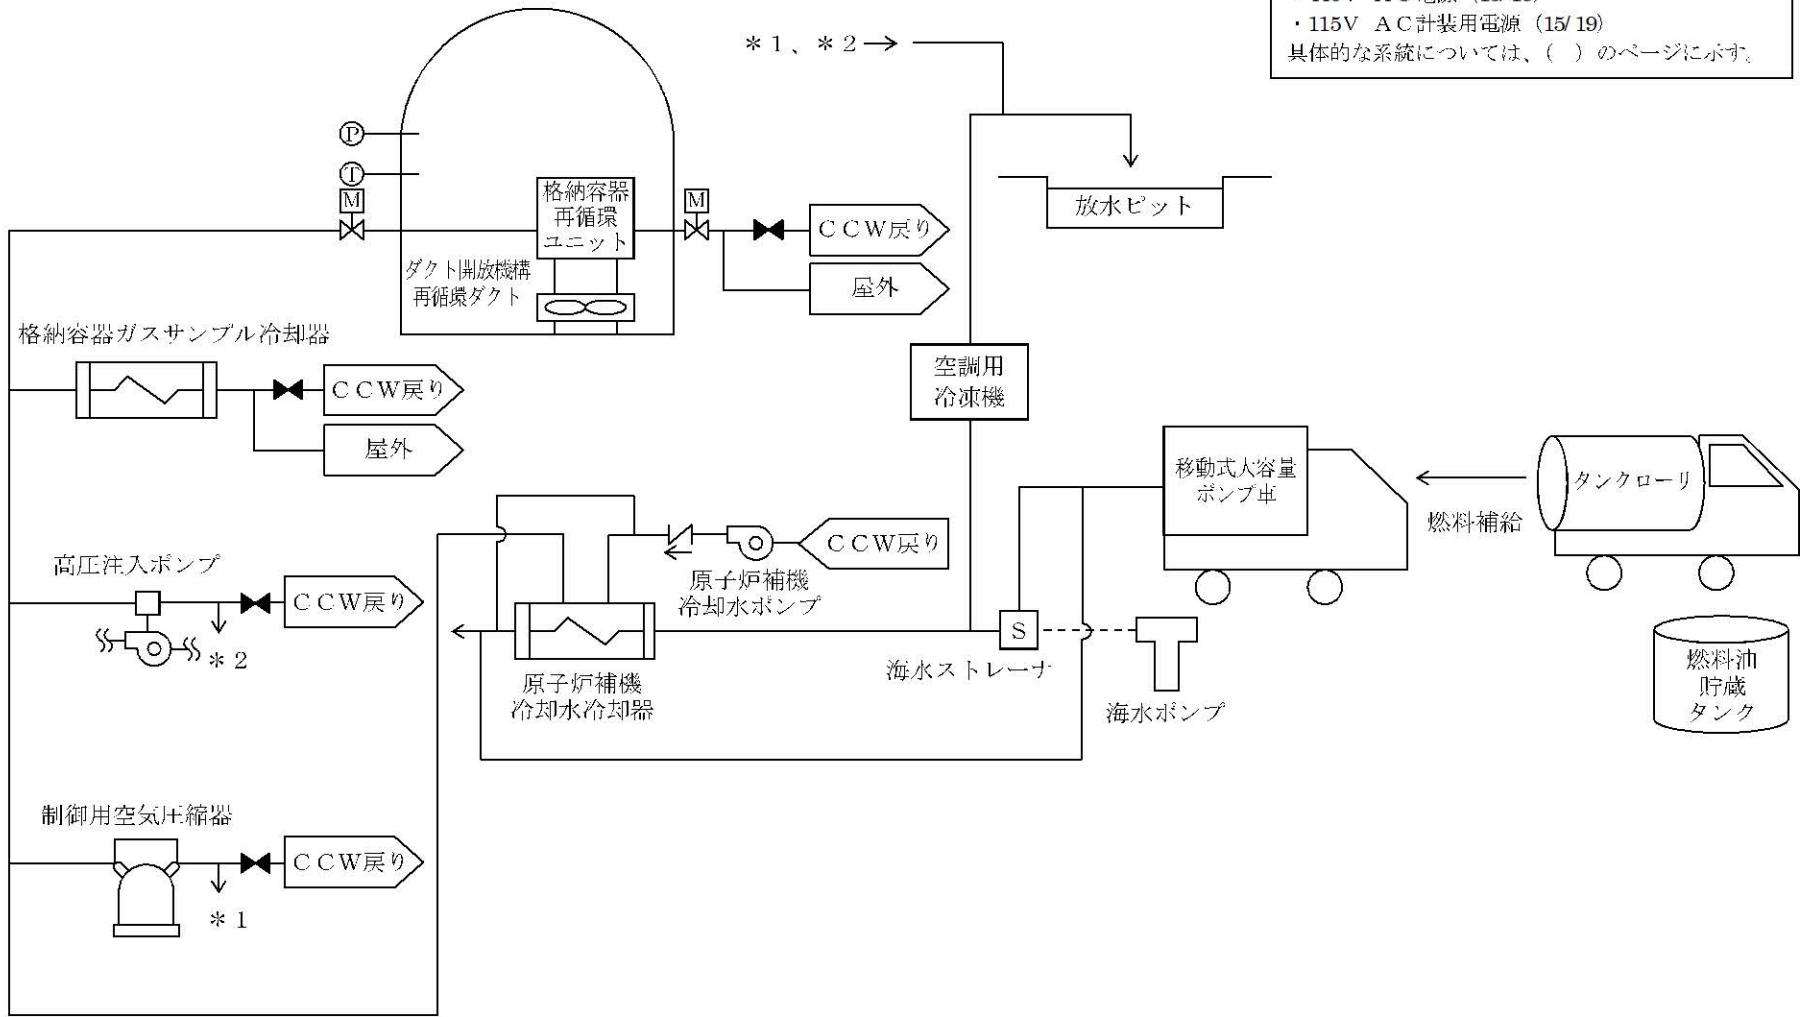 ・115V ＡＣ計装用電源（15/19）
具体的な系統については、（　）のページに示す。
＊１、＊２
P
T
M
格納容器
再循環
ユニット
M
ＣＣＷ戻り
屋外
放水ピット
ダクト開放機構
再循環ダクト
格納容器ガスサンプル冷却器
ＣＣＷ戻り
屋外
空調用
冷凍機
移動式大容量
ポンプ車
燃料補給
タンクローリ
高圧注入ポンプ
ＣＣＷ戻り
＊２
ＣＣＷ戻り
原子炉補機
冷却水ポンプ
原子炉補機
冷却水冷却器
S
海水ストレーナ
海水ポンプ
燃料油
貯蔵
タンク
制御用空気圧縮器
ＣＣＷ戻り
＊１